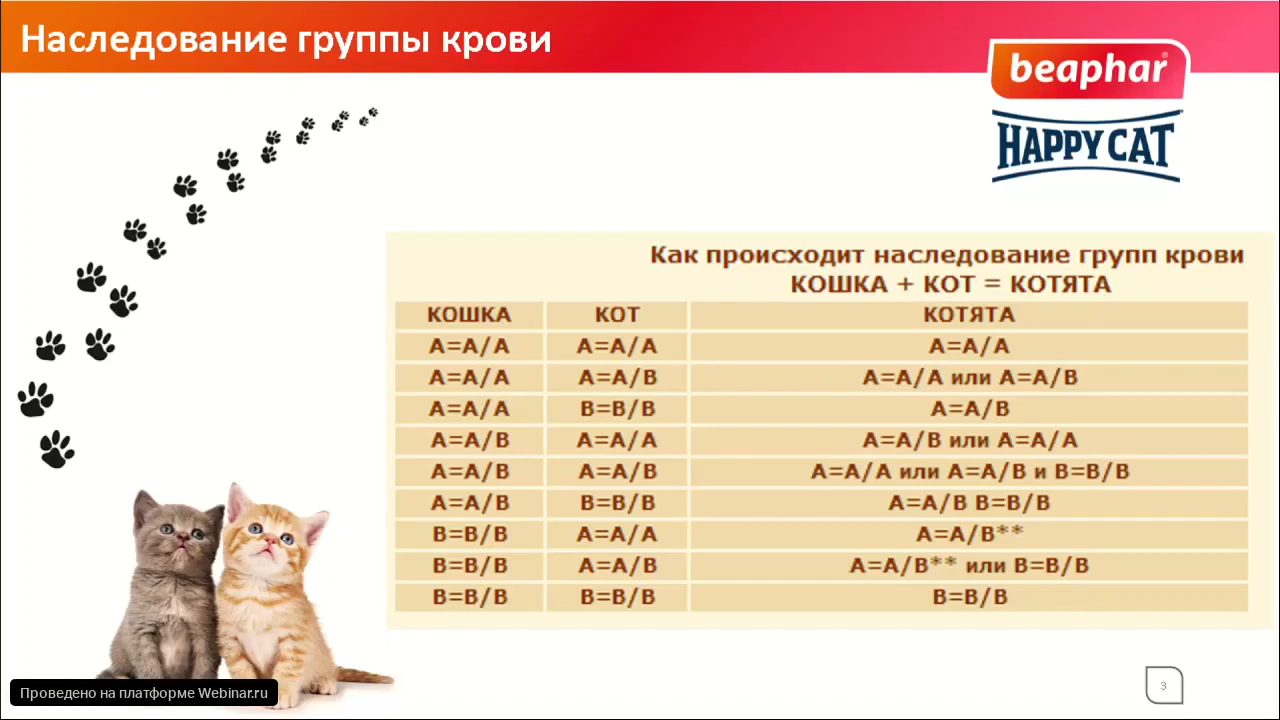 Наследование группы крови
beaphar
HAPPY CAT
Как происходит наследование групп крови
КОШКА + КОТ = КОТЯТА
КОШКА КОТ КОТЯТА
А=А/А А=А/А А=А/А
А=А/А А=А/В А=А/А или А=А/В
А=А/А В=В/В А=А/В
А=А/В А=А/А А=А/В или А=А/А
А=А/В А=А/В А=А/А или А=А/В и В=В/В
А=А/В В=В/В А=А/В В=В/В
В=В/В А=А/А А=А/В**
В=В/В А=А/В А=А/В** или В=В/В
В=В/В В=В/В В=В/В
Проведено на платформе Webinar.ru
3